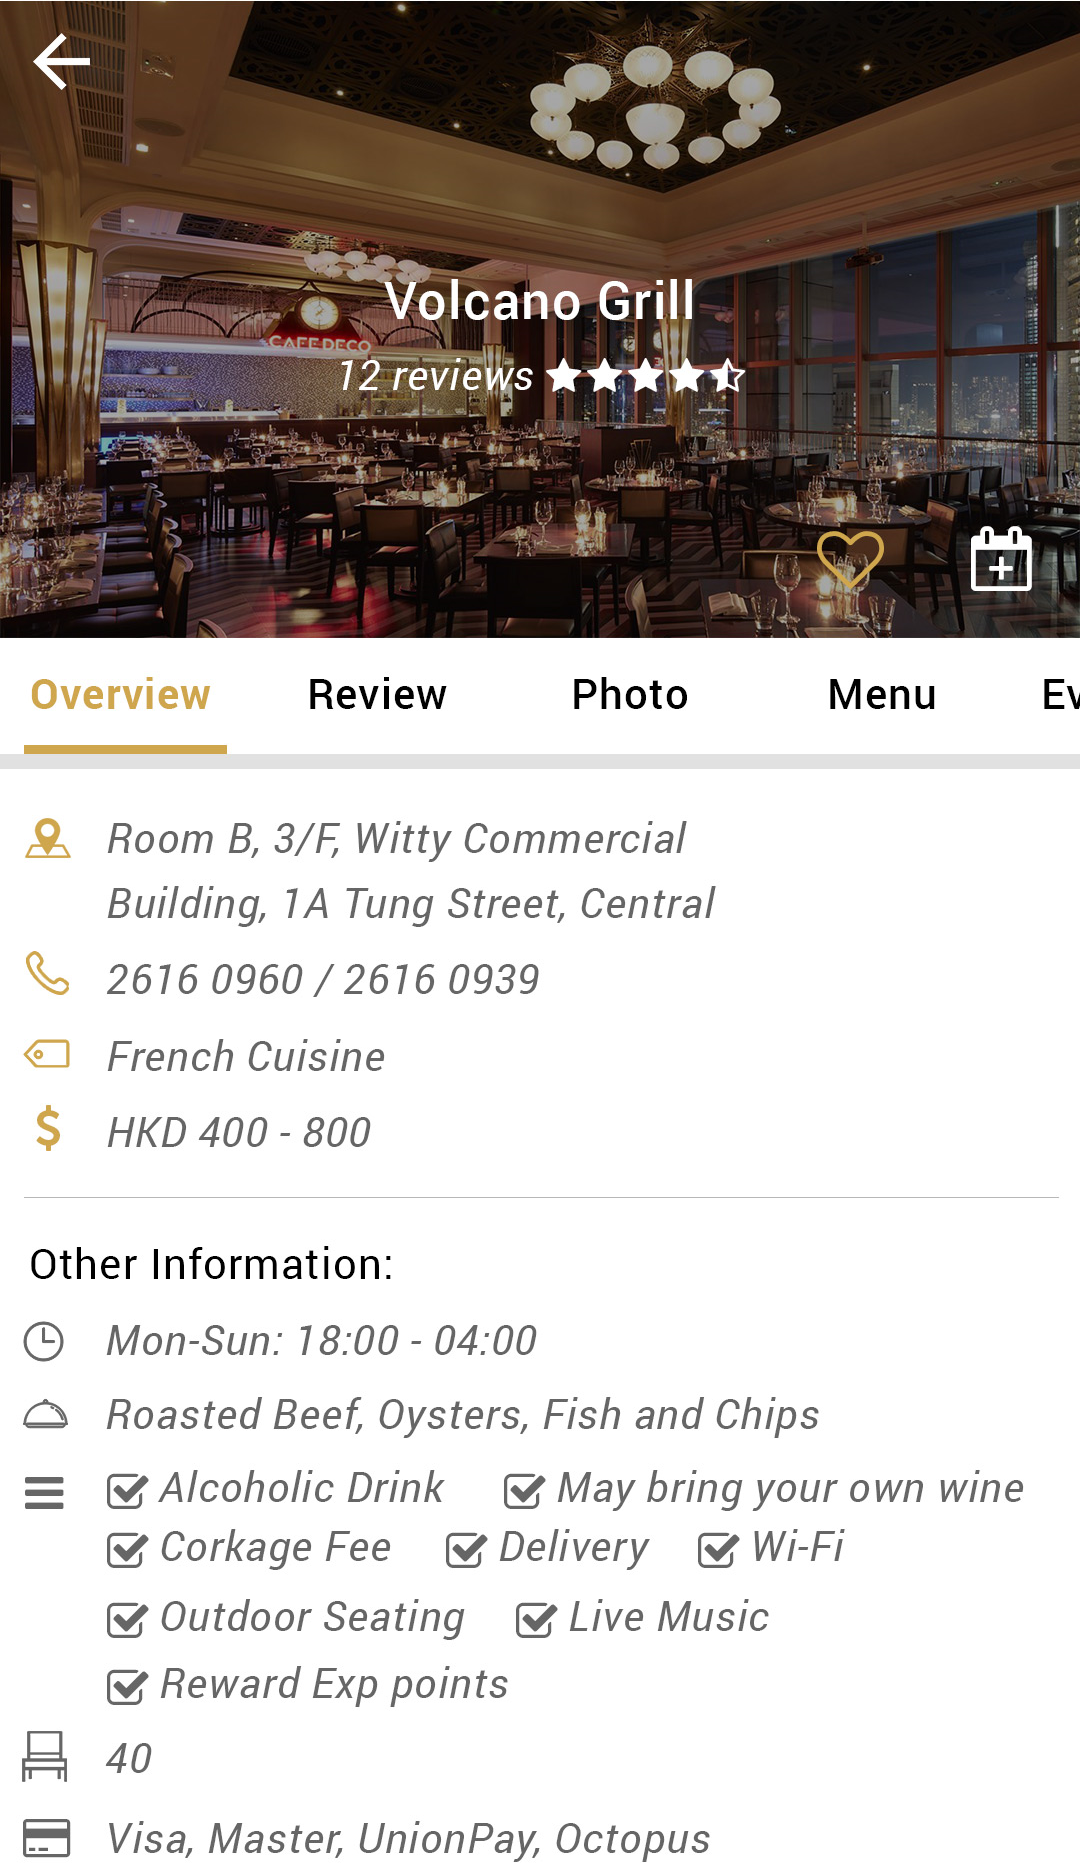 Volcano Grill
CAFE DECO
12 reviews
Overview Review Photo Menu Ev
Room B, 3/F, Witty Commercial
Building, 1A Tung Street, Central
2616 0960 / 2616 0939
French Cuisine
HKD 400 - 800
Other Information:
Mon-Sun: 18:00 - 04:00
Roasted Beef, Oysters, Fish and Chips
Alcoholic Drink May bring your own wine
Corkage Fee Delivery Wi-Fi
Outdoor Seating Live Music
Reward Exp points
40
Visa, Master, UnionPay, Octopus